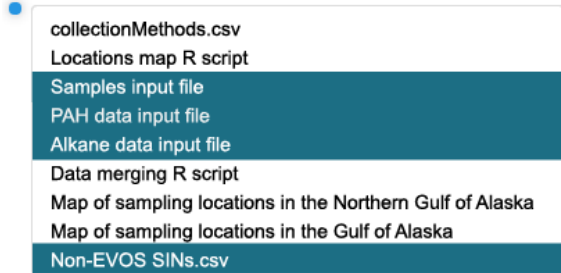 collectionMethods.csv
Locations map R script
Samples input file
PAH data input file
Alkane data input file
Data merging R script
Map of sampling locations in the Northern Gulf of Alaska
Map of sampling locations in the Gulf of Alaska
Non-EVOS SINs.csv